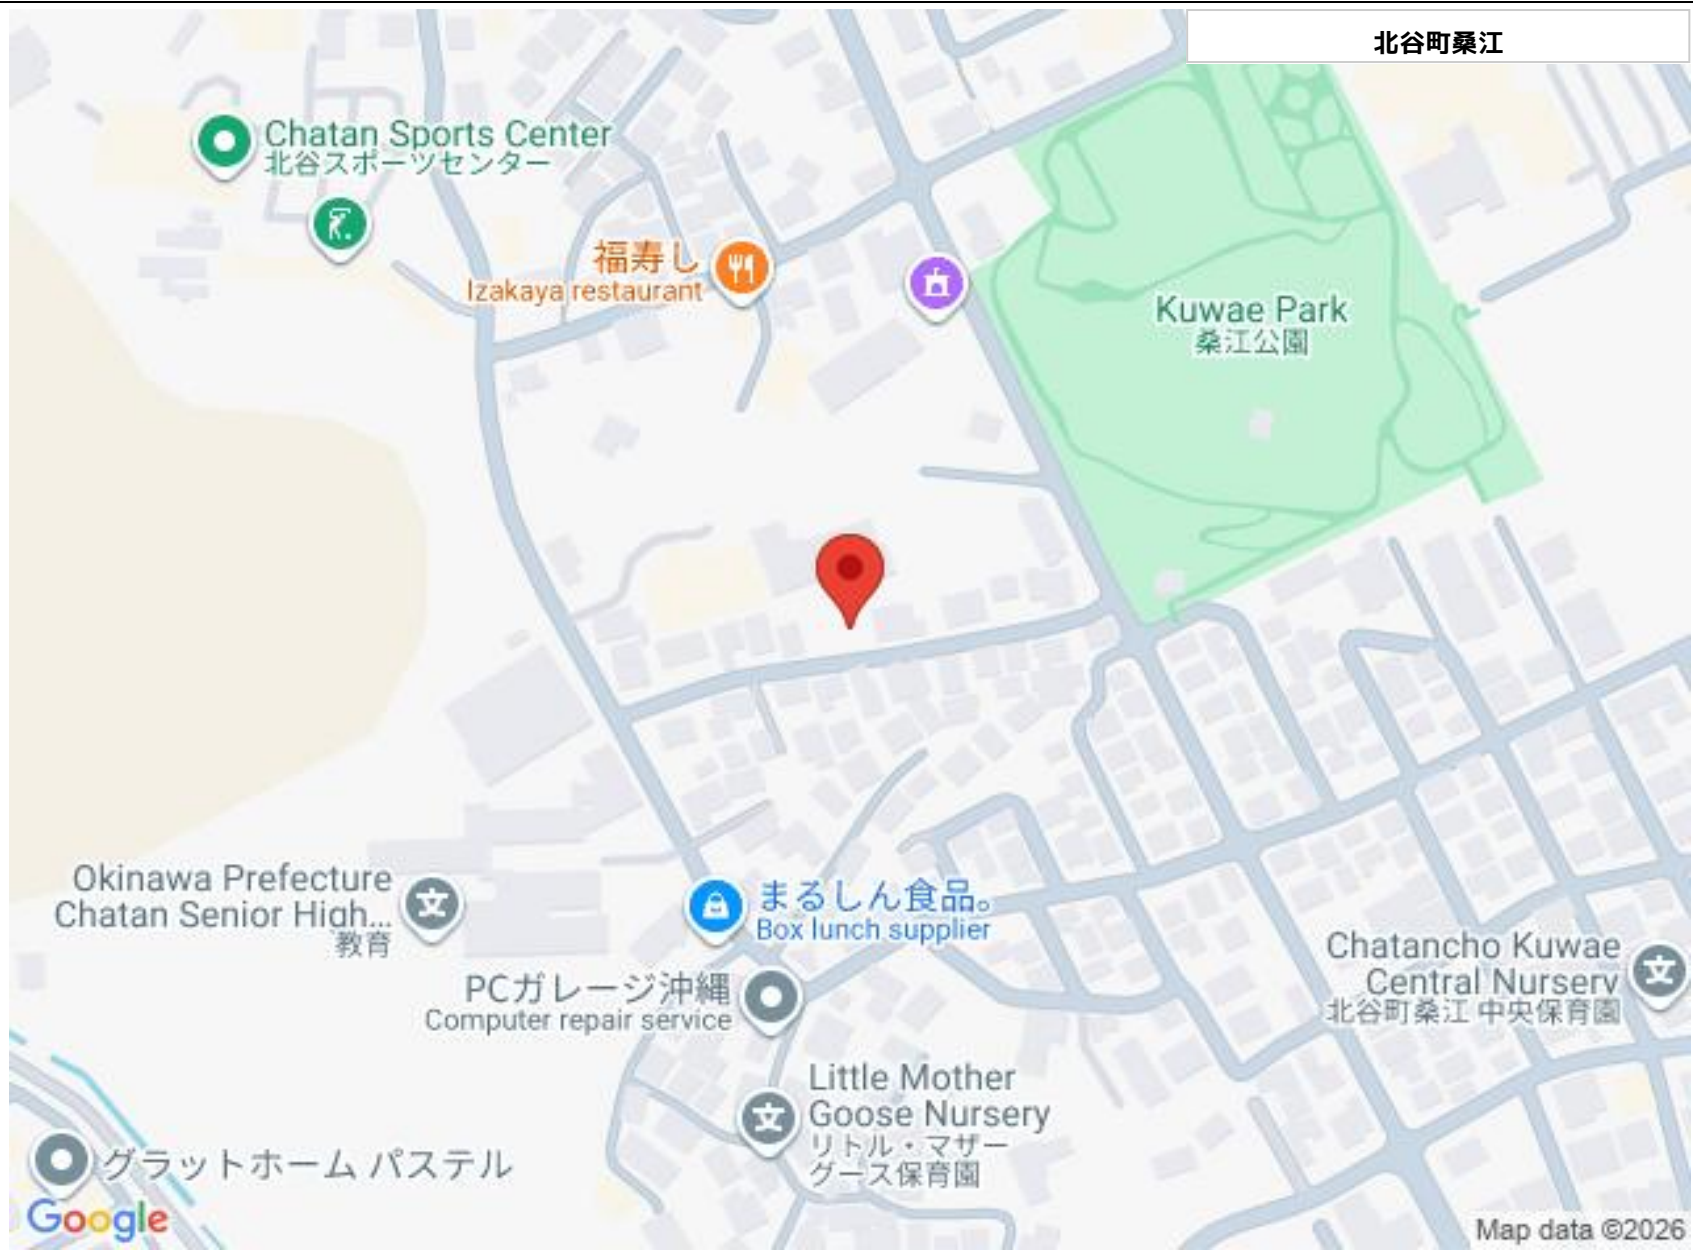 北谷町桑江
Chatan Sports Center
北谷スポーツセンター
福寿し
Izakaya restaurant
Kuwae Park
桑江公園
Okinawa Prefecture
Chatan Senior High...
教育
まるしん食品。
Box lunch supplier
PCガレージ沖縄
Computer repair service
Chatancho Kuwae
Central Nursery
北谷町桑江 中央保育園
Little Mother
Goose Nursery
リトル・マザー
グース保育園
グラットホーム パステル
Google
Map data ©2026